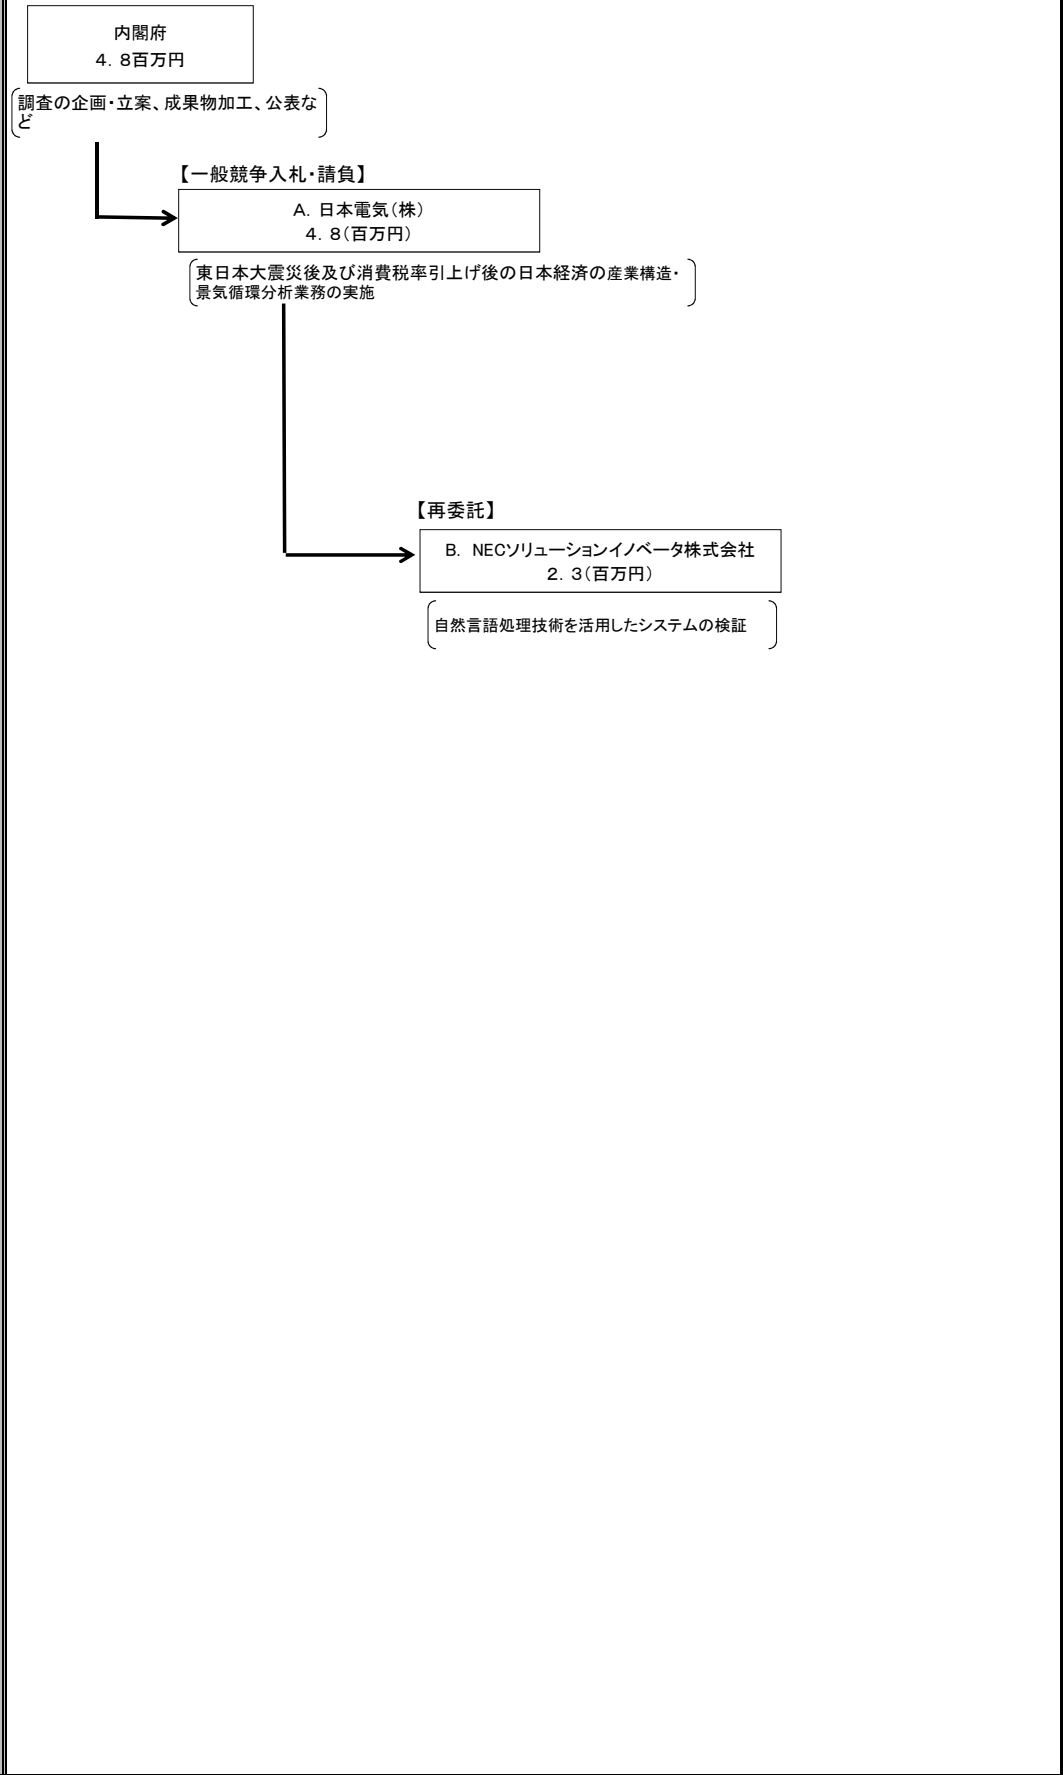 内閣府
４．８百万円
調査の企画・立案、成果物加工、公表な
ど
【一般競争入札・請負】
Ａ．日本電気（株）
４．８（百万円）
東日本大震災後及び消費税率引上げ後の日本経済の産業構造・
景気循環分析業務の実施
【再委託】
Ｂ．NECソリューションイノベータ株式会社
２．３（百万円）
自然言語処理技術を活用したシステムの検証